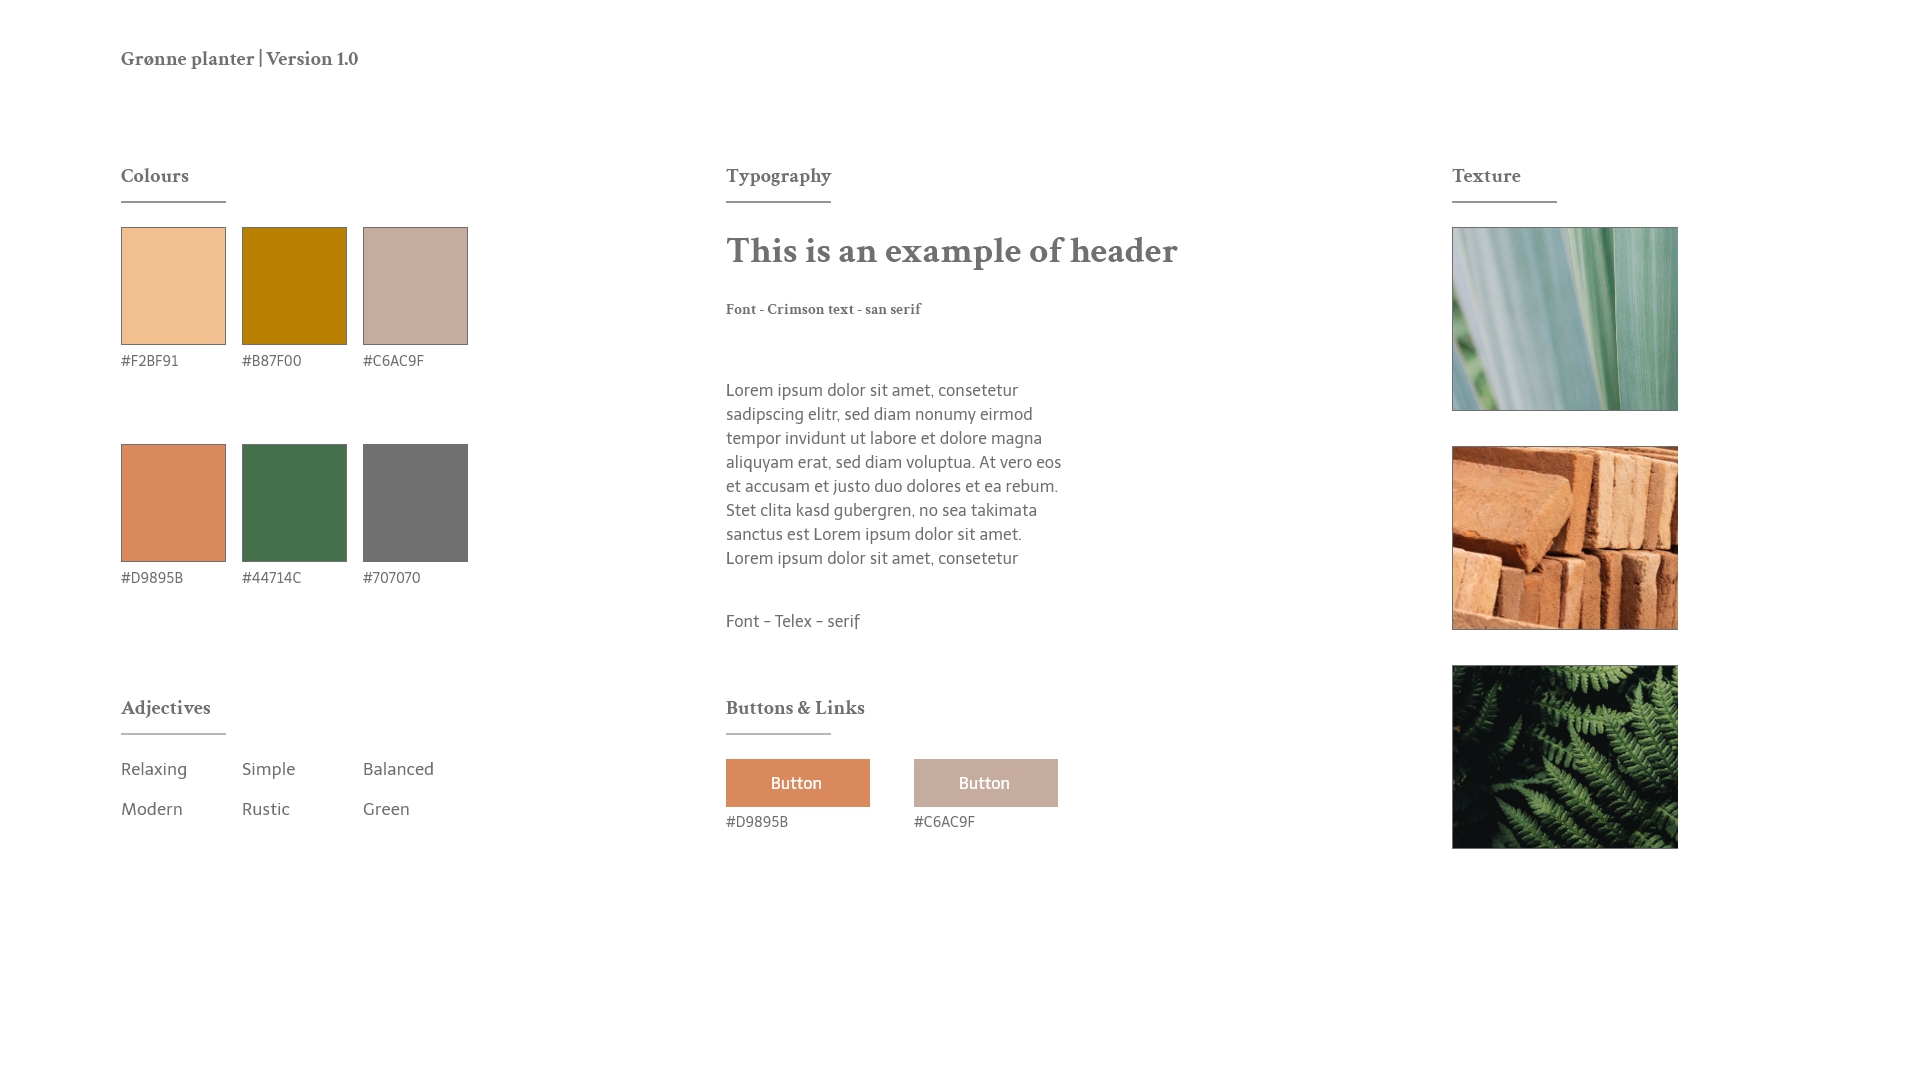 Grønne planter | Version 1.0
Colours
#F2BF91
#B87F00
#C6AC9F
#D9895B
#44714C
#707070
Adjectives
Relaxing
Simple
Balanced
Modern
Rustic
Green
Typography
This is an example of header
Font - Crimson text - san serif
Lorem ipsum dolor sit amet, consetetur
sadipscing elitr, sed diam nonumy eirmod
tempor invidunt ut labore et dolore magna
aliquyam erat, sed diam voluptua. At vero eos
et accusam et justo duo dolores et ea rebum.
Stet clita kasd gubergren, no sea takimata
sanctus est Lorem ipsum dolor sit amet.
Lorem ipsum dolor sit amet, consetetur
Font - Telex - serif
Buttons & Links
Button
#D9895B
Button
#C6AC9F
Texture